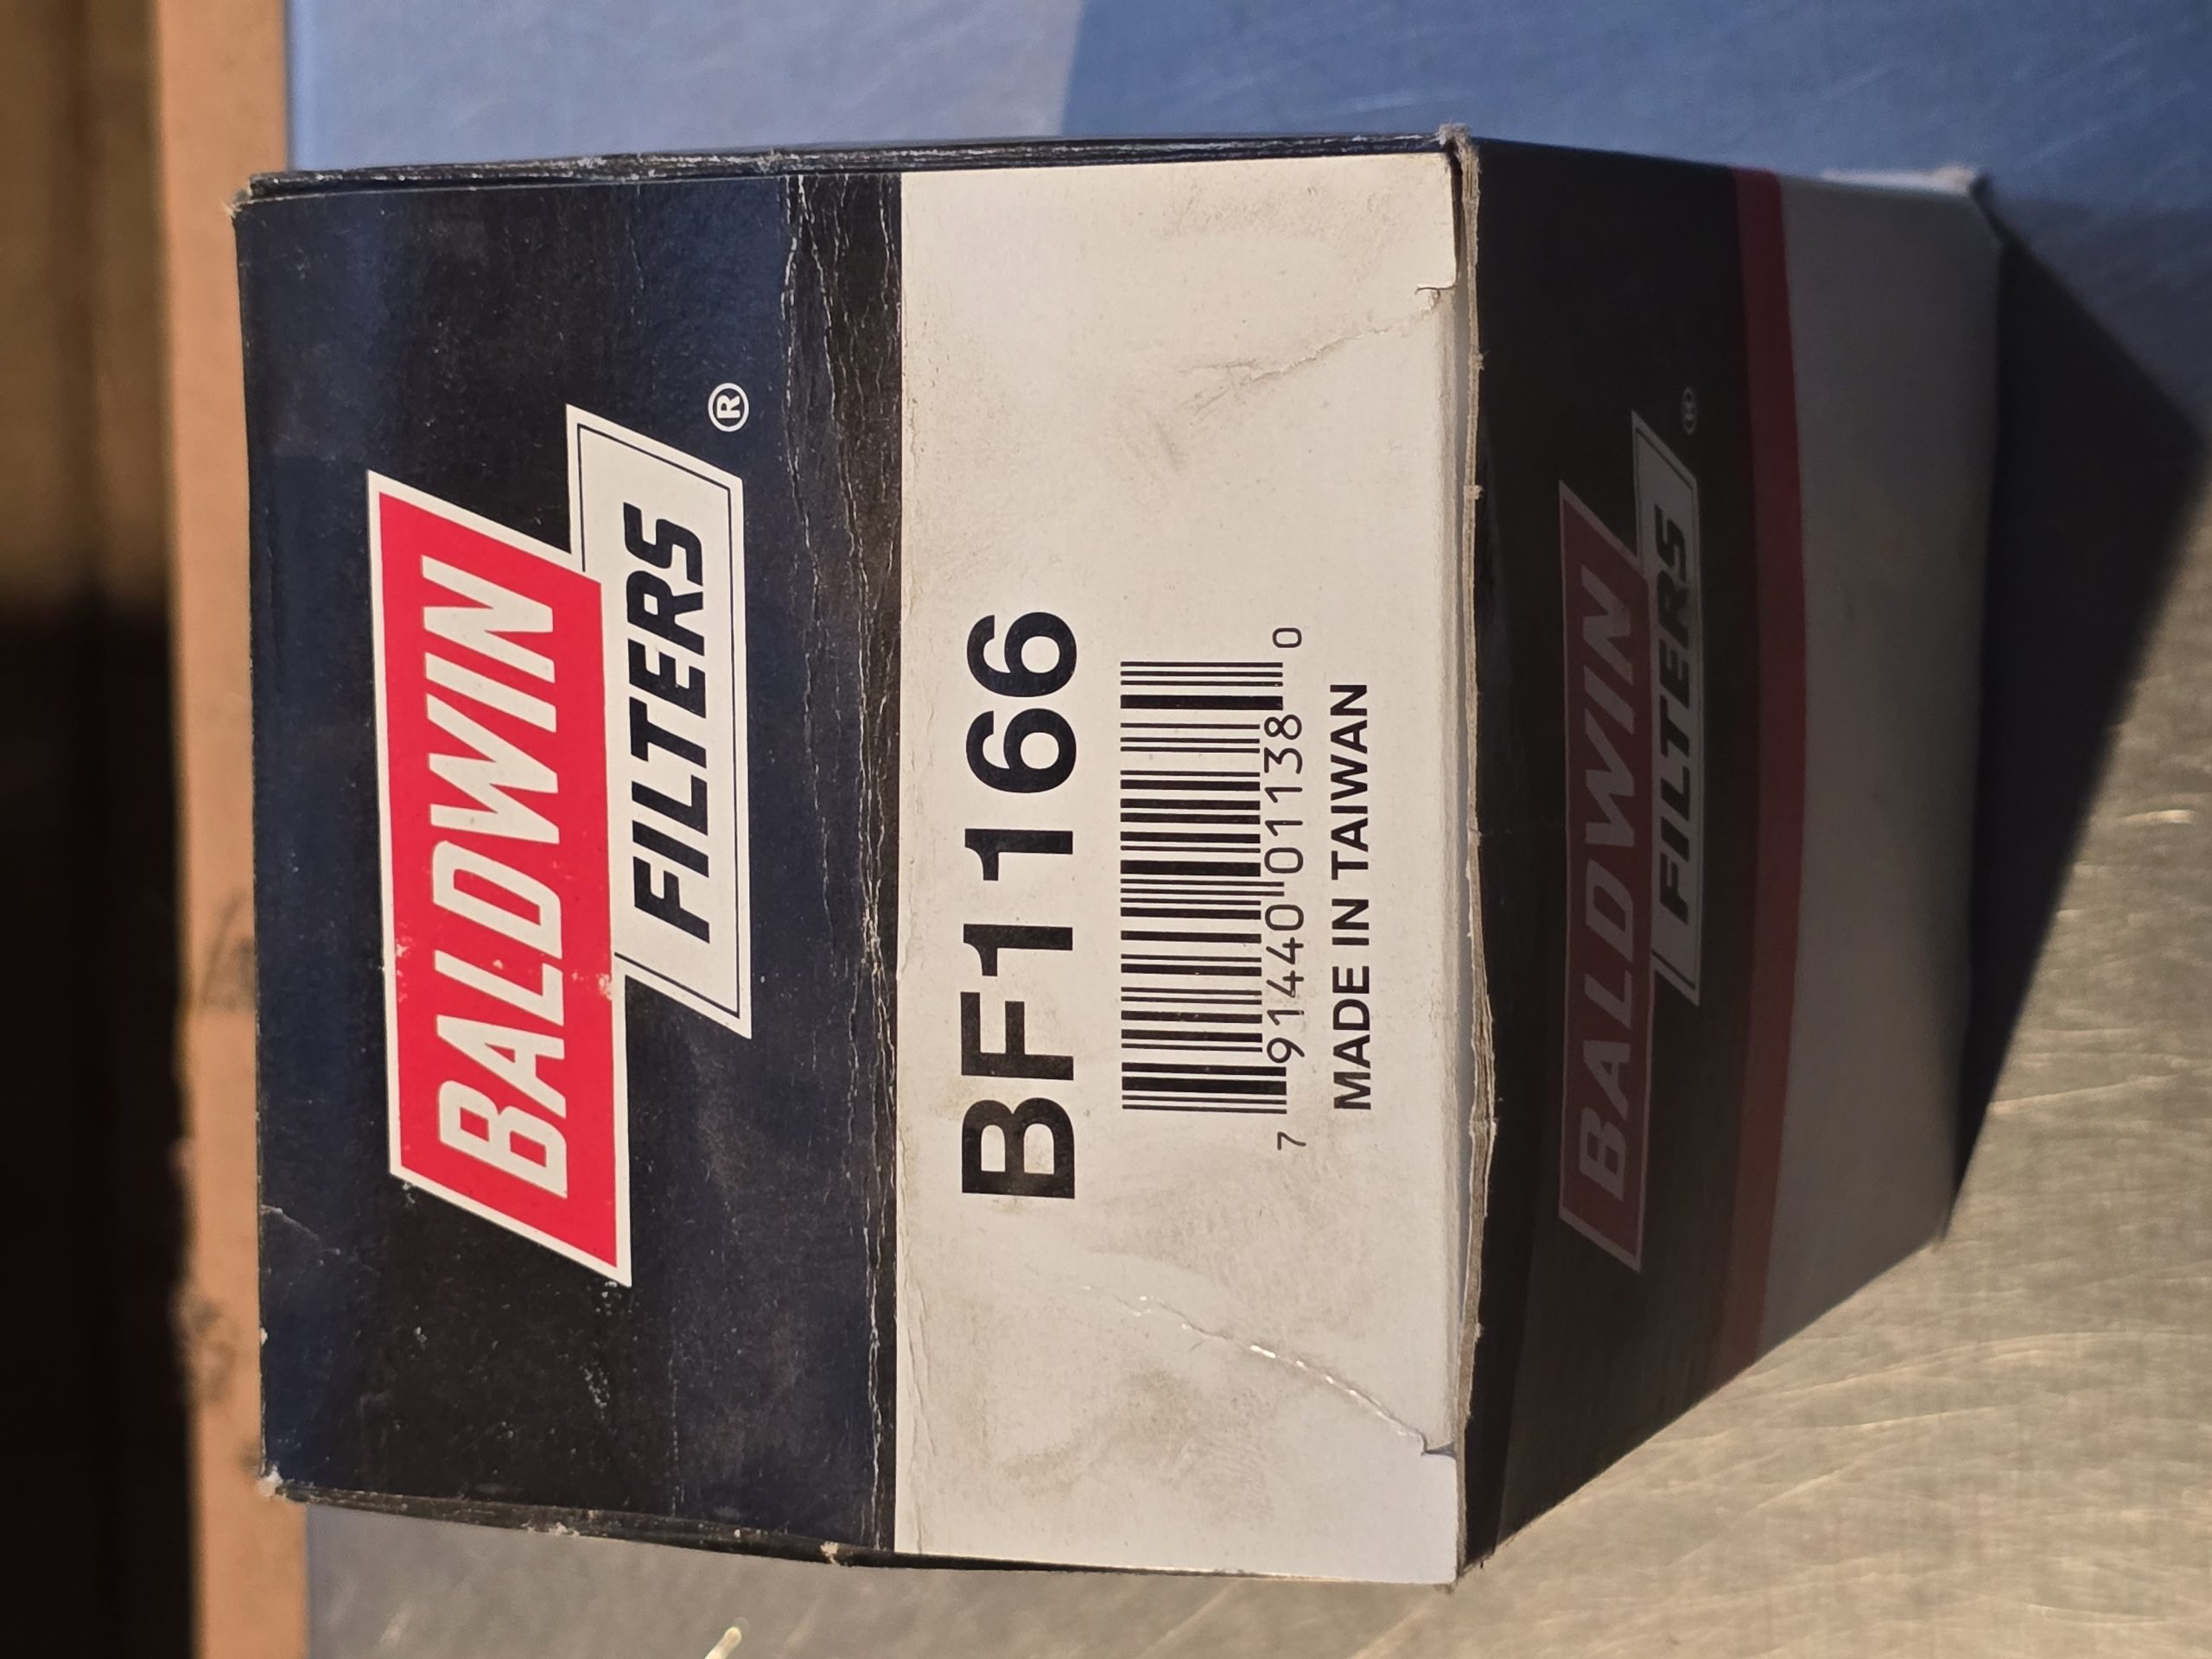 BALDWIN
FILTERS
®
BF1166
7 91440 01138 0
MADE IN TAIWAN
BALDWIN
FILTERS
®